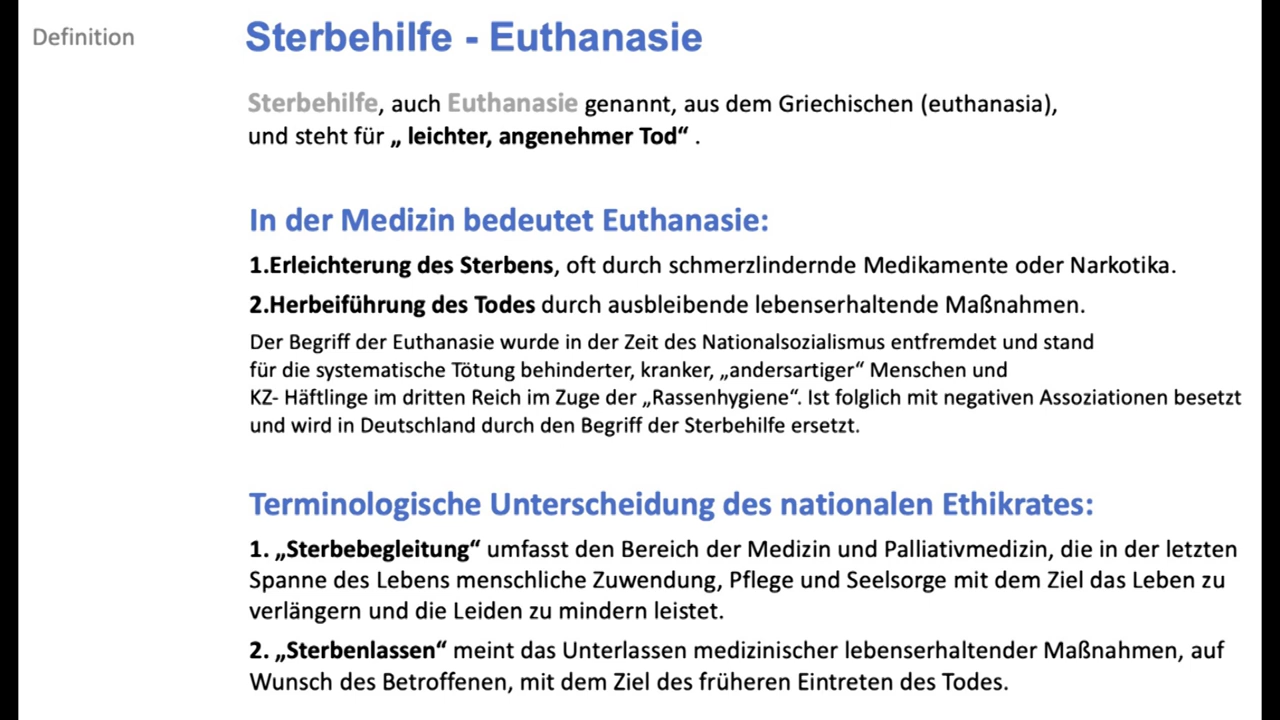 Definition
Sterbehilfe - Euthanasie
Sterbehilfe, auch Euthanasie genannt, aus dem Griechischen (euthanasia),
und steht für „ leichter, angenehmer Tod“ .
In der Medizin bedeutet Euthanasie:
1.Erleichterung des Sterbens, oft durch schmerzlindernde Medikamente oder Narkotika.
2.Herbeiführung des Todes durch ausbleibende lebenserhaltende Maßnahmen.
Der Begriff der Euthanasie wurde in der Zeit des Nationalsozialismus entfremdet und stand
für die systematische Tötung behinderter, kranker, „andersartiger“ Menschen und
KZ- Häftlinge im dritten Reich im Zuge der „Rassenhygiene“. Ist folglich mit negativen Assoziationen besetzt
und wird in Deutschland durch den Begriff der Sterbehilfe ersetzt.
Terminologische Unterscheidung des nationalen Ethikrates:
1. „Sterbebegleitung“ umfasst den Bereich der Medizin und Palliativmedizin, die in der letzten
Spanne des Lebens menschliche Zuwendung, Pflege und Seelsorge mit dem Ziel das Leben zu
verlängern und die Leiden zu mindern leistet.
2. „Sterbenlassen“ meint das Unterlassen medizinischer lebenserhaltender Maßnahmen, auf
Wunsch des Betroffenen, mit dem Ziel des früheren Eintreten des Todes.